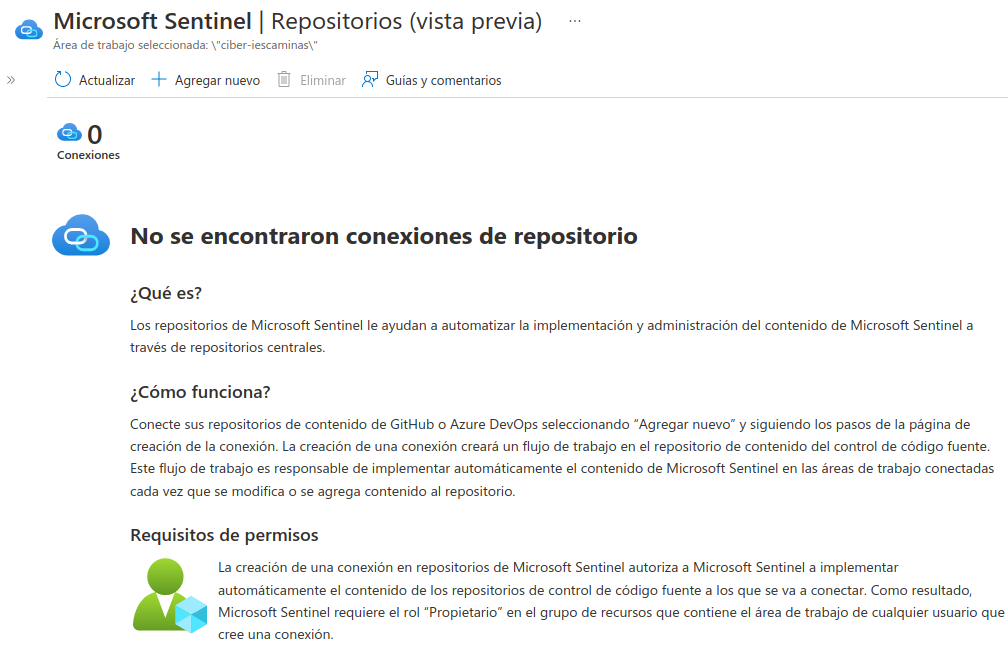 Microsoft Sentinel | Repositorios (vista previa) ...
Área de trabajo seleccionada: \"ciber-iescaminas\"
» Actualizar + Agregar nuevo Eliminar Guías y comentarios
0
Conexiones
No se encontraron conexiones de repositorio
¿Qué es?
Los repositorios de Microsoft Sentinel le ayudan a automatizar la implementación y administración del contenido de Microsoft Sentinel a
través de repositorios centrales.
¿Cómo funciona?
Conecte sus repositorios de contenido de GitHub o Azure DevOps seleccionando “Agregar nuevo” y siguiendo los pasos de la página de
creación de la conexión. La creación de una conexión creará un flujo de trabajo en el repositorio de contenido del control de código fuente.
Este flujo de trabajo es responsable de implementar automáticamente el contenido de Microsoft Sentinel en las áreas de trabajo conectadas
cada vez que se modifica o se agrega contenido al repositorio.
Requisitos de permisos
La creación de una conexión en repositorios de Microsoft Sentinel autoriza a Microsoft Sentinel a implementar
automáticamente el contenido de los repositorios de control de código fuente a los que se va a conectar. Como resultado,
Microsoft Sentinel requiere el rol “Propietario” en el grupo de recursos que contiene el área de trabajo de cualquier usuario que
cree una conexión.